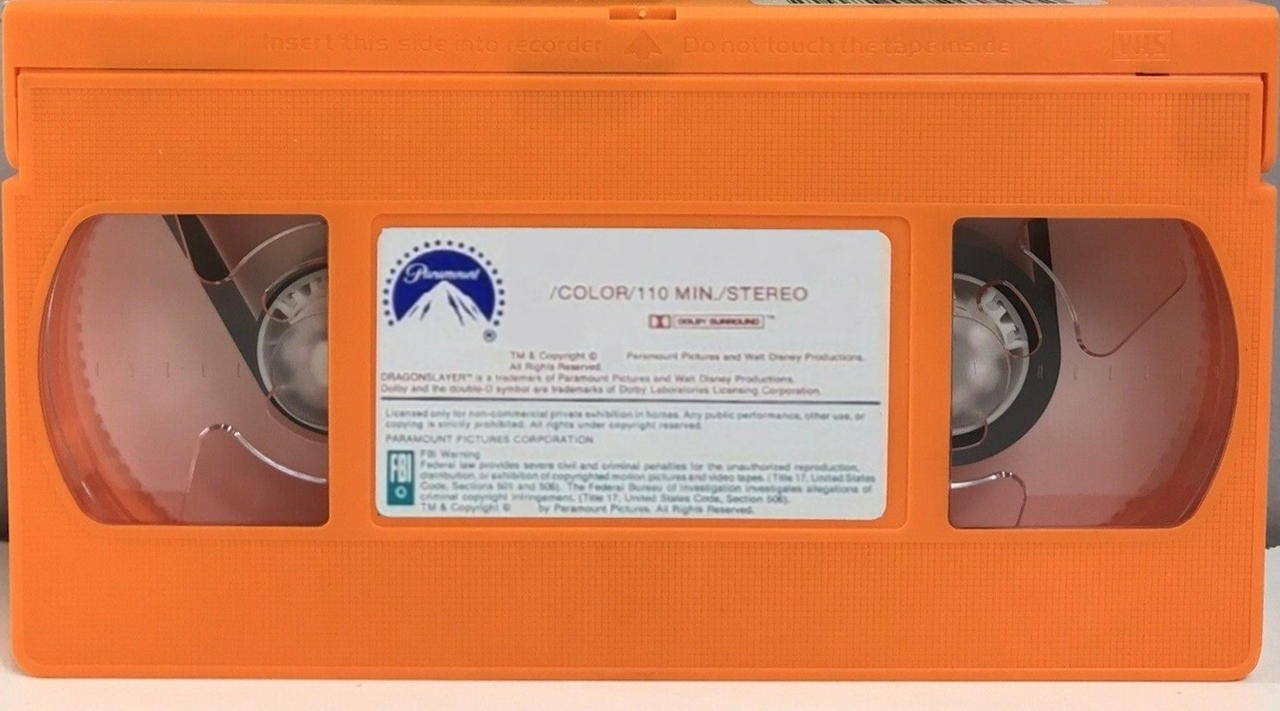 Insert this side into recorder Do not touch the tape inside VHS
Paramount
®
/COLOR/110 MIN./STEREO
DOLBY SURROUND ™
TM & Copyright © Paramount Pictures and Walt Disney Productions.
All Rights Reserved.
DRAGONSLAYER™ is a trademark of Paramount Pictures and Walt Disney Productions.
Dolby and the double-D symbol are trademarks of Dolby Laboratories Licensing Corporation.
Licensed only for non-commercial private exhibition in homes. Any public performance, other use, or
copying is strictly prohibited. All rights under copyright reserved.
PARAMOUNT PICTURES CORPORATION
FBI
FBI Warning
Federal law provides severe civil and criminal penalties for the unauthorized reproduction,
distribution, or exhibition of copyrighted motion pictures and video tapes. (Title 17, United States
Code, Sections 501 and 506). The Federal Bureau of Investigation investigates allegations of
criminal copyright infringement. (Title 17, United States Code, Section 506).
TM & Copyright © by Paramount Pictures. All Rights Reserved.